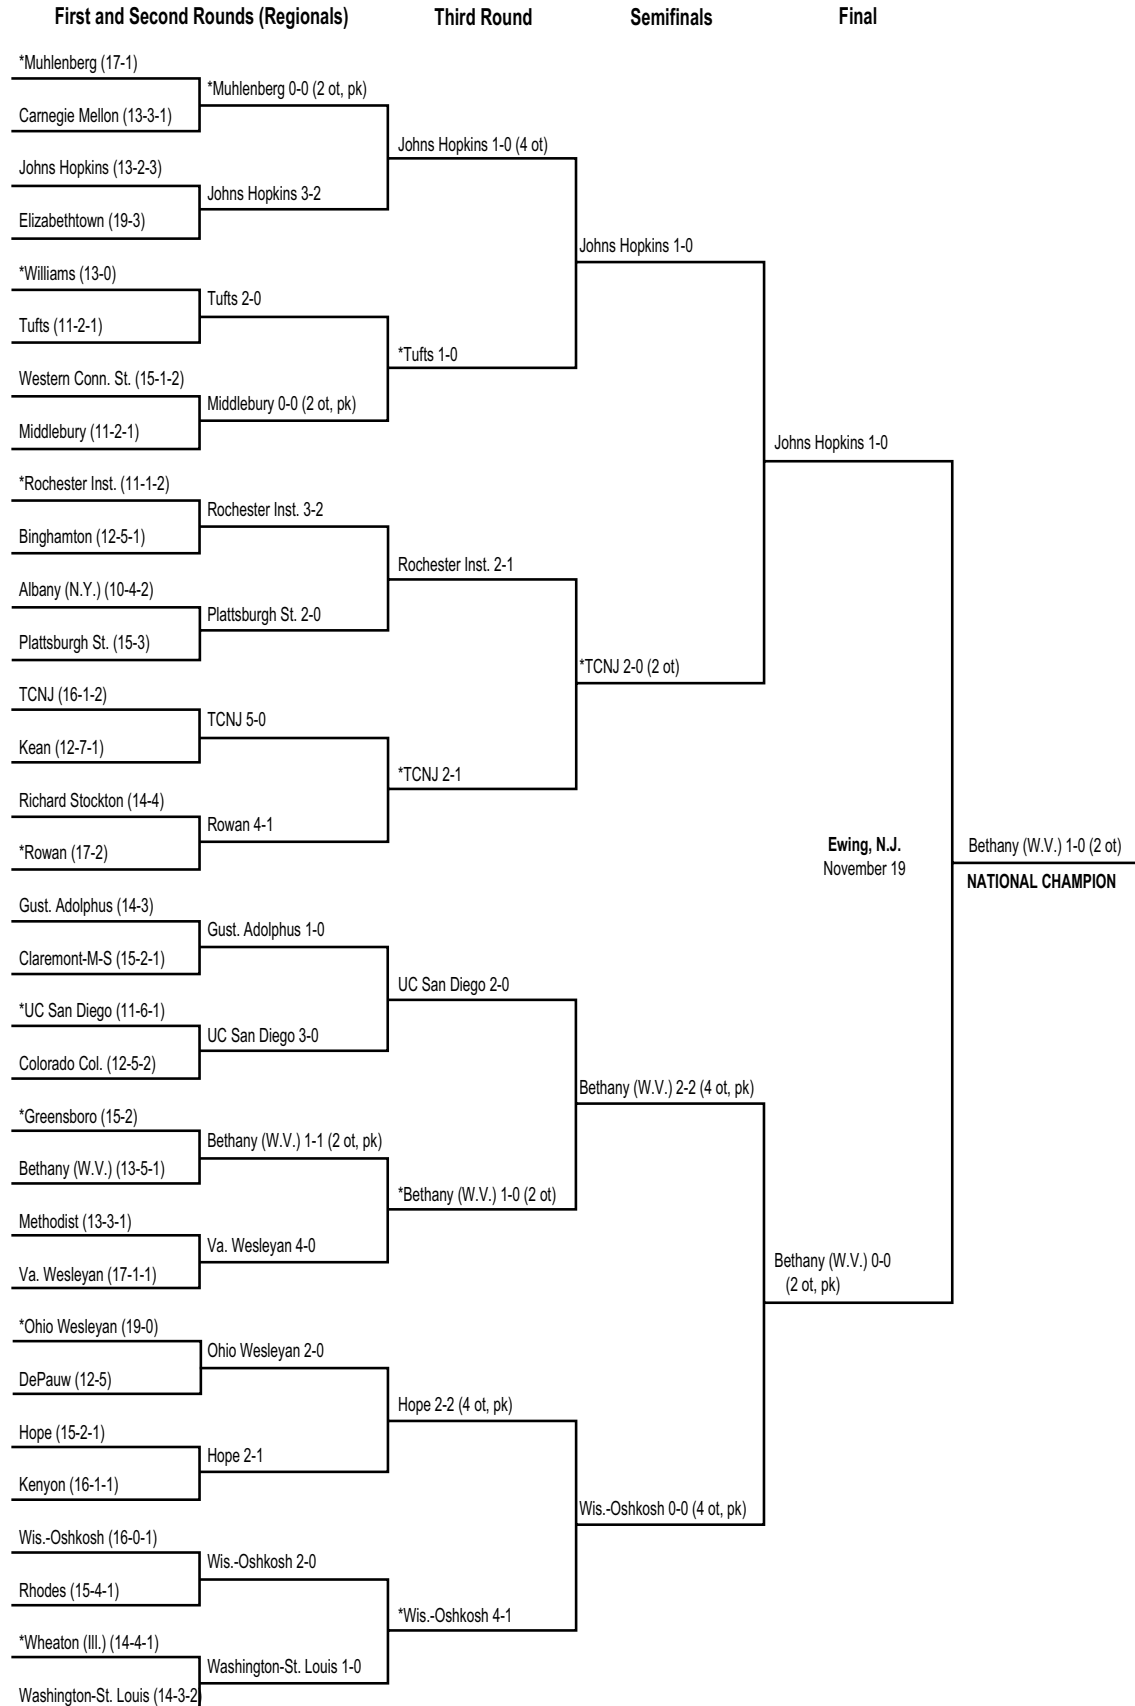 First and Second Rounds (Regionals)
Third Round
Semifinals
Final
*Muhlenberg (17-1)
Carnegie Mellon (13-3-1)
Johns Hopkins (13-2-3)
Elizabethtown (19-3)
*Williams (13-0)
Tufts (11-2-1)
Western Conn. St. (15-1-2)
Middlebury (11-2-1)
*Rochester Inst. (11-1-2)
Binghamton (12-5-1)
Albany (N.Y.) (10-4-2)
Plattsburgh St. (15-3)
TCNJ (16-1-2)
Kean (12-7-1)
Richard Stockton (14-4)
*Rowan (17-2)
Gust. Adolphus (14-3)
Claremont-M-S (15-2-1)
*UC San Diego (11-6-1)
Colorado Col. (12-5-2)
*Greensboro (15-2)
Bethany (W.V.) (13-5-1)
Methodist (13-3-1)
Va. Wesleyan (17-1-1)
*Ohio Wesleyan (19-0)
DePauw (12-5)
Hope (15-2-1)
Kenyon (16-1-1)
Wis.-Oshkosh (16-0-1)
Rhodes (15-4-1)
*Wheaton (Ill.) (14-4-1)
Washington-St. Louis (14-3-2)
*Muhlenberg 0-0 (2 ot, pk)
Johns Hopkins 3-2
Tufts 2-0
Middlebury 0-0 (2 ot, pk)
Rochester Inst. 3-2
Plattsburgh St. 2-0
TCNJ 5-0
Rowan 4-1
Gust. Adolphus 1-0
UC San Diego 3-0
Bethany (W.V.) 1-1 (2 ot, pk)
Va. Wesleyan 4-0
Ohio Wesleyan 2-0
Hope 2-1
Wis.-Oshkosh 2-0
Washington-St. Louis 1-0
Johns Hopkins 1-0 (4 ot)
*Tufts 1-0
Rochester Inst. 2-1
*TCNJ 2-1
UC San Diego 2-0
*Bethany (W.V.) 1-0 (2 ot)
Hope 2-2 (4 ot, pk)
*Wis.-Oshkosh 4-1
Johns Hopkins 1-0
*TCNJ 2-0 (2 ot)
Bethany (W.V.) 2-2 (4 ot, pk)
Wis.-Oshkosh 0-0 (4 ot, pk)
Johns Hopkins 1-0
Bethany (W.V.) 0-0
(2 ot, pk)
Ewing, N.J.
November 19
Bethany (W.V.) 1-0 (2 ot)
NATIONAL CHAMPION